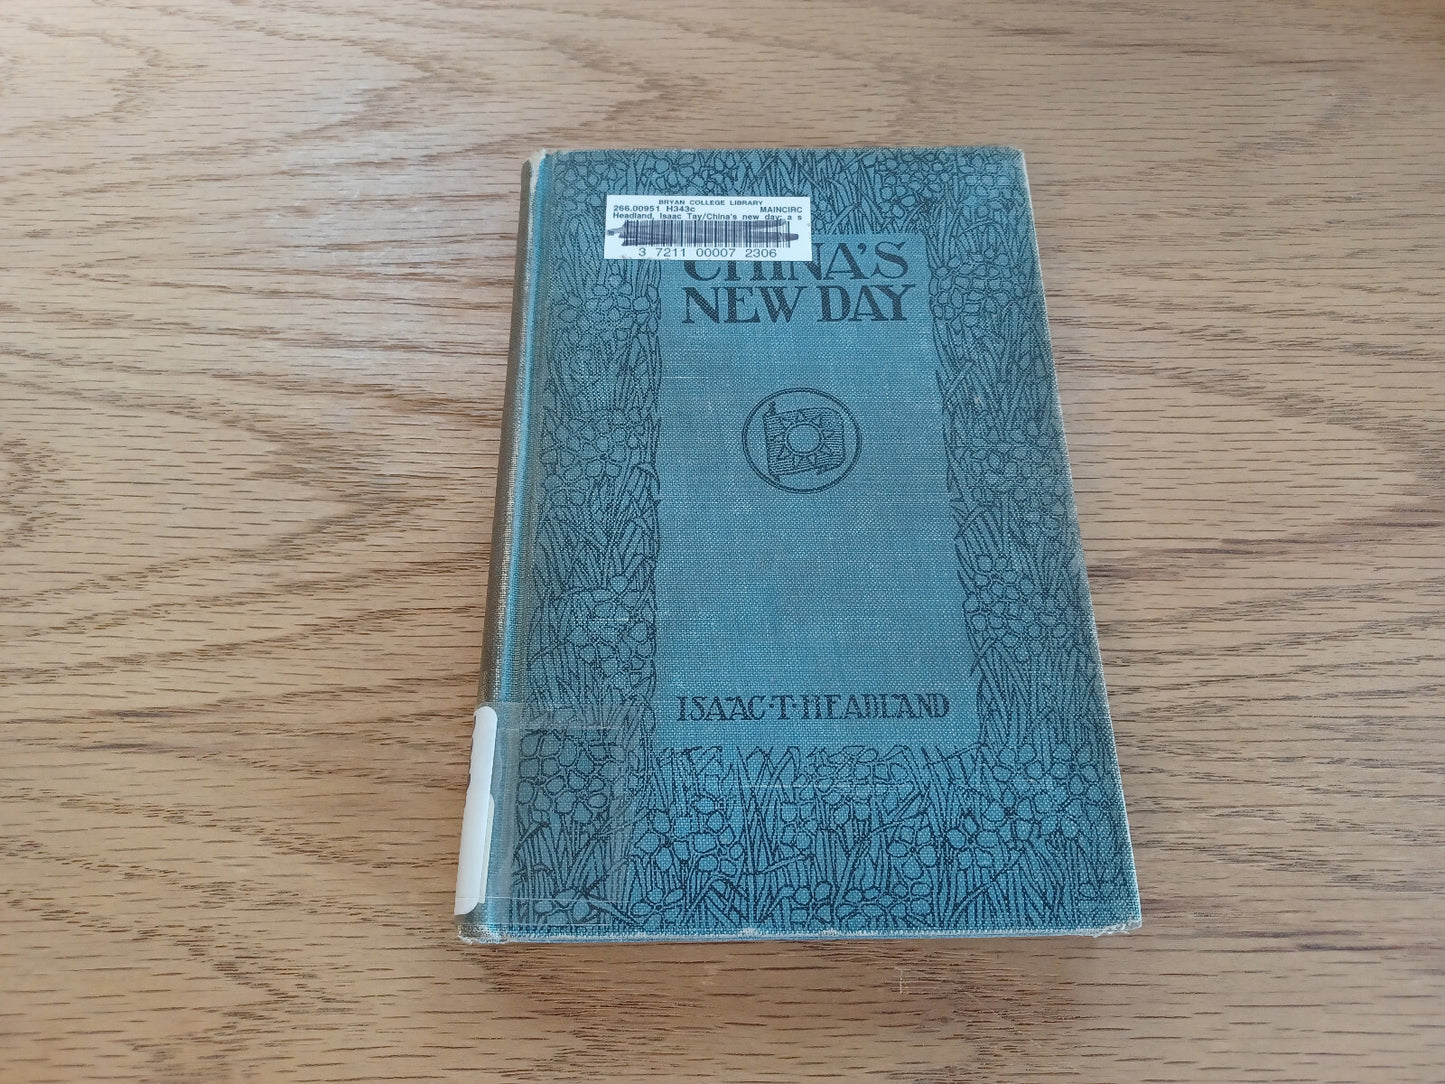 BRYAN COLLEGE LIBRARY
266.00951 H343c MAINCIRC
Headland, Isaac Tay/China's new day: a s
3 7211 00007 2306
CHINA'S
NEW DAY
ISAAC·T·HEADLAND